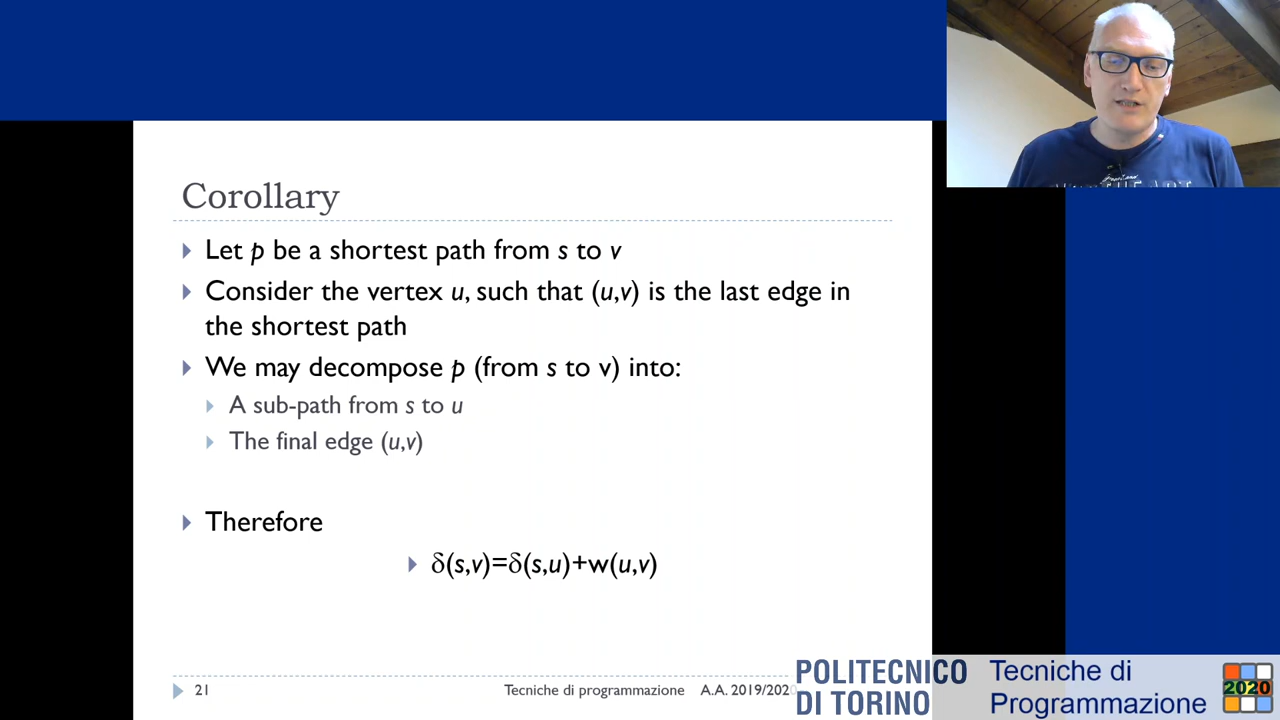 Corollary
Let p be a shortest path from s to v
Consider the vertex u, such that (u,v) is the last edge in
the shortest path
We may decompose p (from s to v) into:
A sub-path from s to u
The final edge (u,v)
Therefore
δ(s,v)=δ(s,u)+w(u,v)
21
Tecniche di programmazione A.A. 2019/2020
POLITECNICO
DI TORINO
Tecniche di
Programmazione
2020